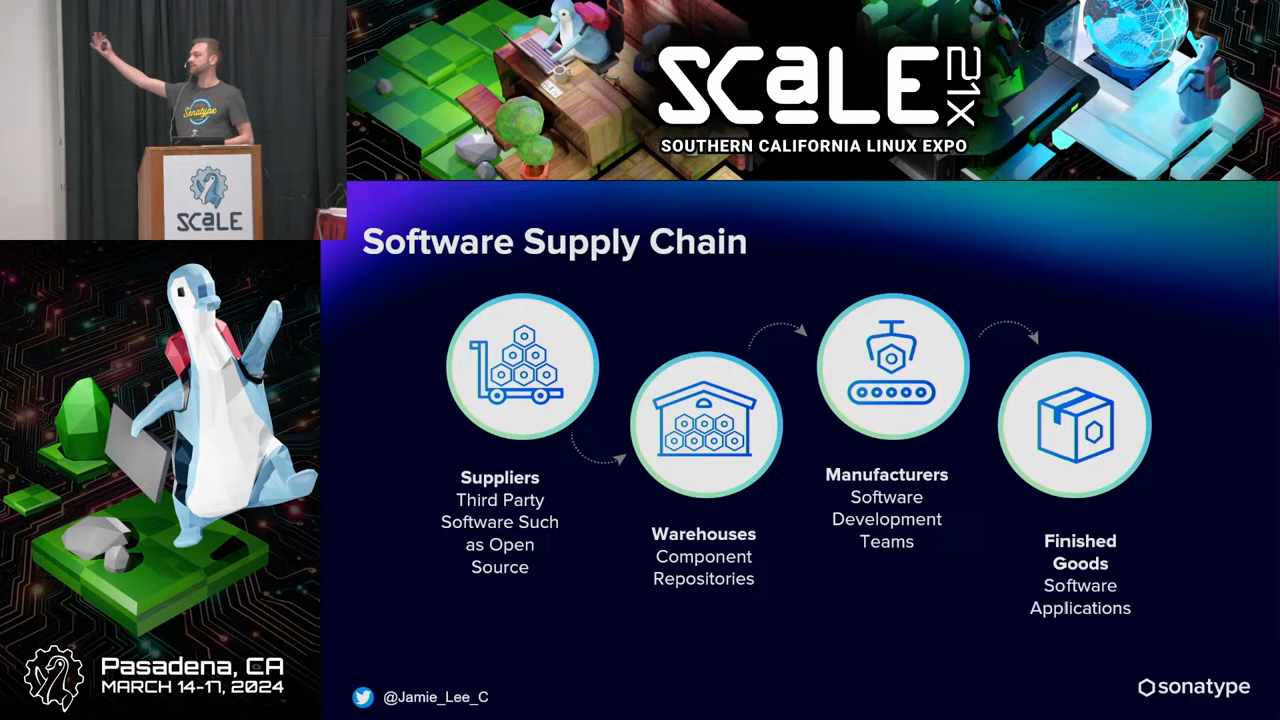 Sonatype
SCaLE
SCaLE 21x
SOUTHERN CALIFORNIA LINUX EXPO
Software Supply Chain
Suppliers
Third Party
Software Such
as Open
Source
Warehouses
Component
Repositories
Manufacturers
Software
Development
Teams
Finished
Goods
Software
Applications
Pasadena, CA
MARCH 14-17, 2024
@Jamie_Lee_C
sonatype